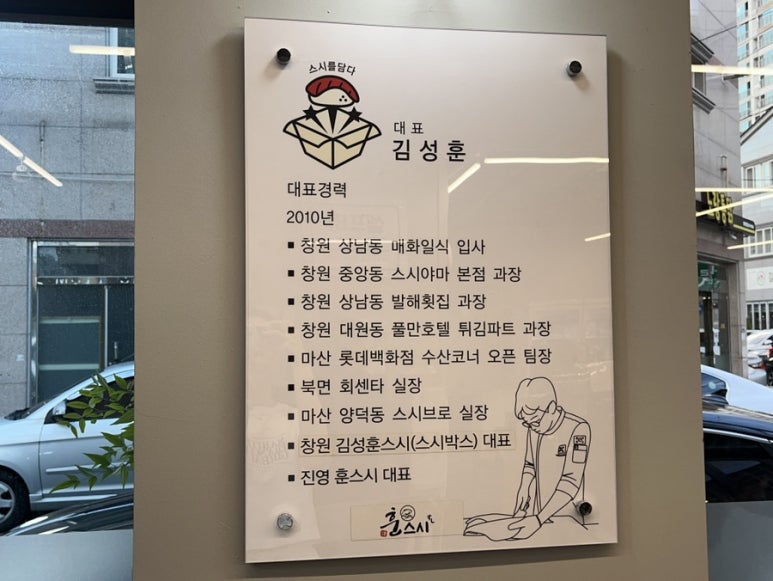 스시를담다
대표
김성훈
대표경력
2010년
▪ 창원 상남동 매화일식 입사
▪ 창원 중앙동 스시야마 본점 과장
▪ 창원 상남동 발해횟집 과장
▪ 창원 대원동 풀만호텔 튀김파트 과장
▪ 마산 롯데백화점 수산코너 오픈 팀장
▪ 북면 회센타 실장
▪ 마산 양덕동 스시브로 실장
▪ 창원 김성훈스시(스시박스) 대표
▪ 진영 훈스시 대표
훈스시